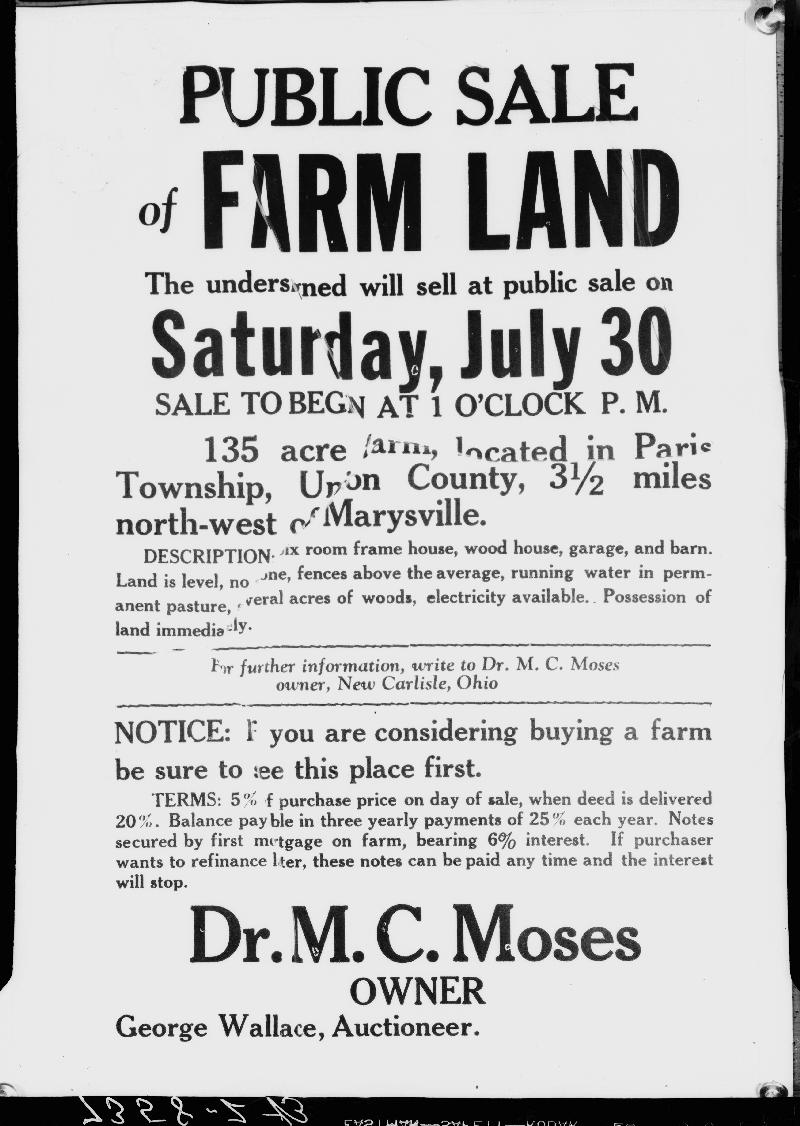 PUBLIC SALE
of FARM LAND
The undersigned will sell at public sale on
Saturday, July 30
SALE TO BEGIN AT 1 O'CLOCK P. M.
135 acre farm, located in Paris
Township, Union County, 3½ miles
north-west of Marysville.
DESCRIPTION: Six room frame house, wood house, garage, and barn.
Land is level, no stone, fences above the average, running water in perm-
anent pasture, several acres of woods, electricity available. Possession of
land immediately.
For further information, write to Dr. M. C. Moses
owner, New Carlisle, Ohio
NOTICE: If you are considering buying a farm
be sure to see this place first.
TERMS: 5% of purchase price on day of sale, when deed is delivered
20%. Balance payable in three yearly payments of 25% each year. Notes
secured by first mortgage on farm, bearing 6% interest. If purchaser
wants to refinance later, these notes can be paid any time and the interest
will stop.
Dr. M. C. Moses
OWNER
George Wallace, Auctioneer.